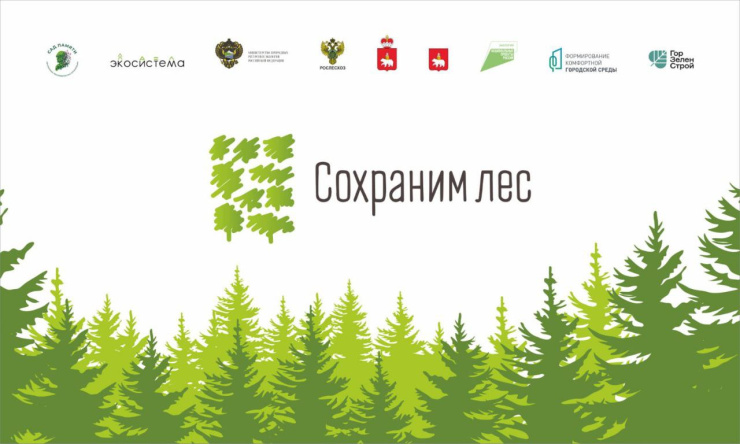 САД ПАМЯТИ
экосистема
РОСЛЕСХОЗ
ФОРМИРОВАНИЕ
КОМФОРТНОЙ
ГОРОДСКОЙ СРЕДЫ
Гор
Зелен
Строй
Сохраним лес